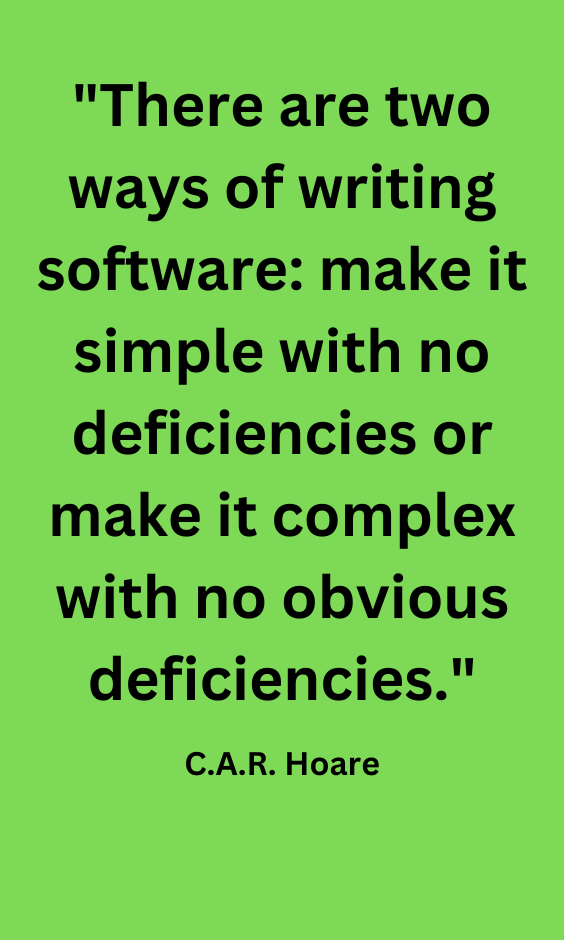 "There are two
ways of writing
software: make it
simple with no
deficiencies or
make it complex
with no obvious
deficiencies."
C.A.R. Hoare